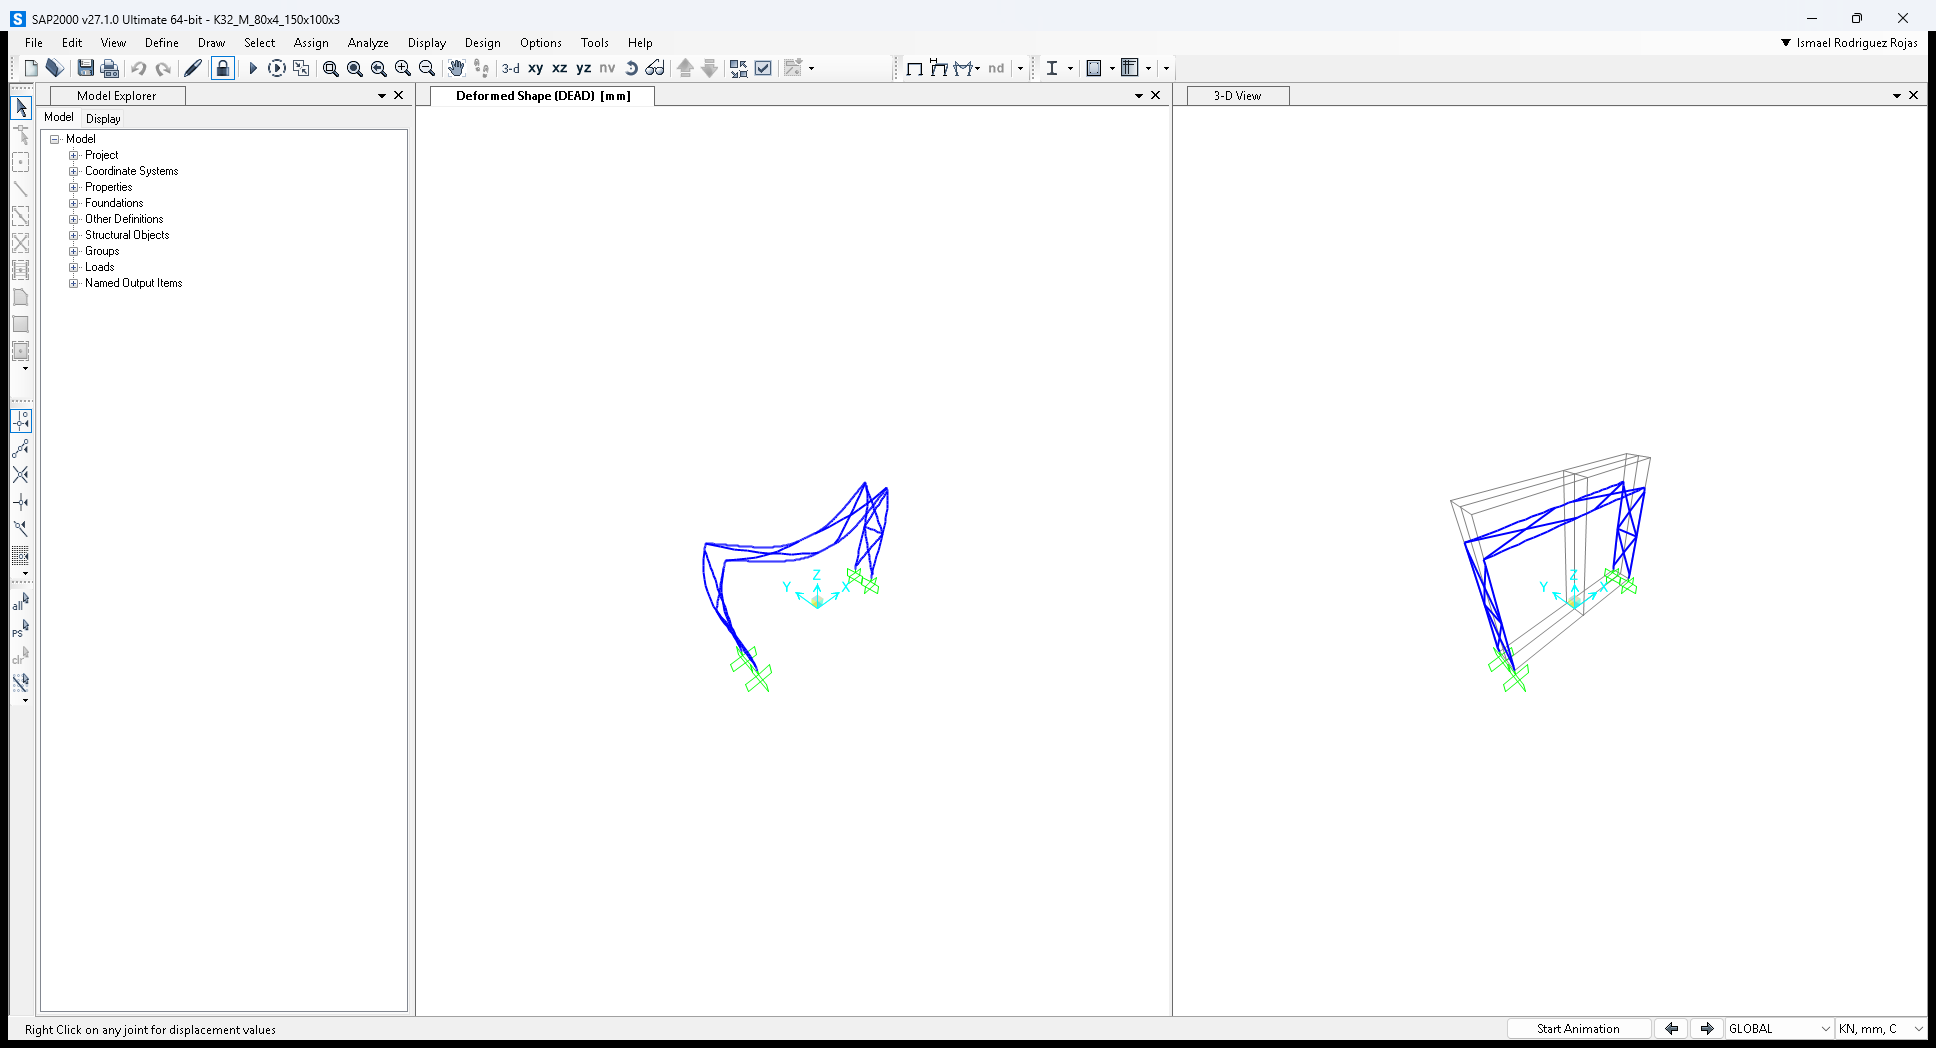 SAP2000 v27.1.0 Ultimate 64-bit - K32_M_80x4_150x100x3
File Edit View Define Draw Select Assign Analyze Display Design Options Tools Help
Ismael Rodriguez Rojas
3-d xy xz yz nv
nd
Model Explorer
Deformed Shape (DEAD) [mm]
3-D View
Model Display
Model
Project
Coordinate Systems
Properties
Foundations
Other Definitions
Structural Objects
Groups
Loads
Named Output Items
all
PS
clr
Z
Y
X
Z
Y
X
Right Click on any joint for displacement values
Start Animation
GLOBAL
KN, mm, C